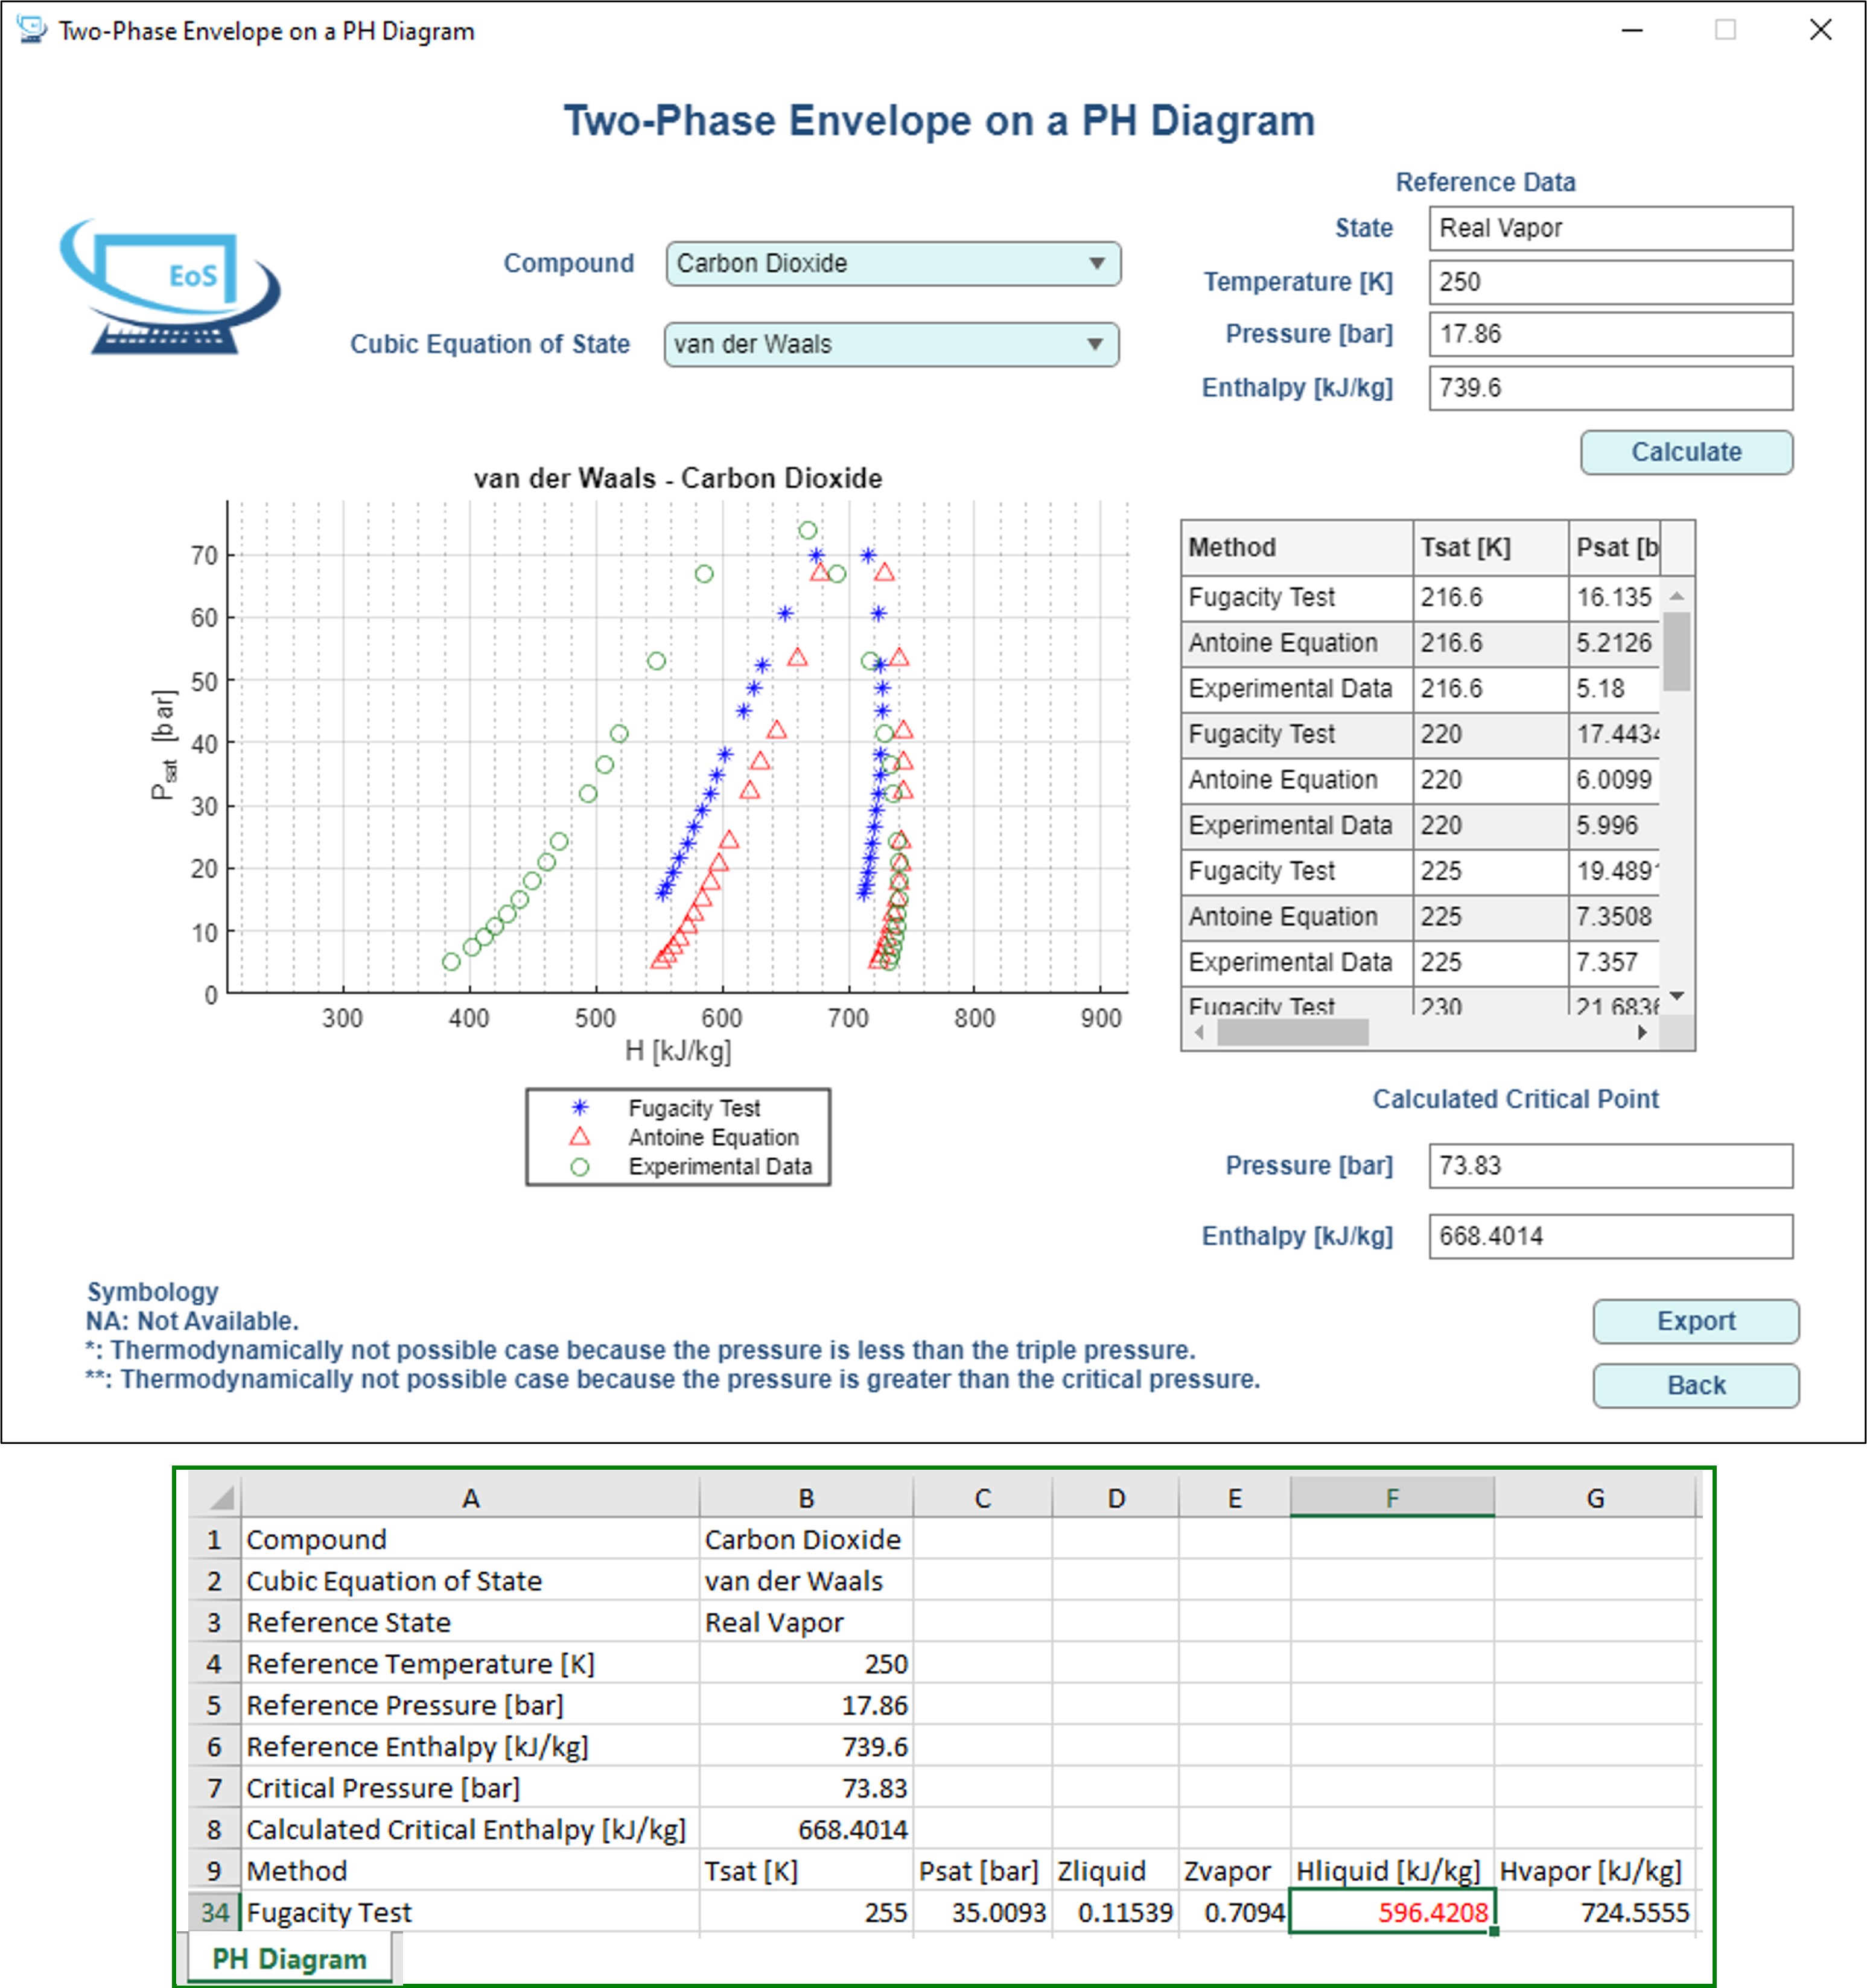 Two-Phase Envelope on a PH Diagram
Two-Phase Envelope on a PH Diagram
EoS
Compound
Carbon Dioxide
Cubic Equation of State
van der Waals
Reference Data
State
Real Vapor
Temperature [K]
250
Pressure [bar]
17.86
Enthalpy [kJ/kg]
739.6
Calculate
van der Waals - Carbon Dioxide
Psat [bar]
70
60
50
40
30
20
10
0
300 400 500 600 700 800 900
H [kJ/kg]
Fugacity Test
Antoine Equation
Experimental Data
Method Tsat [K] Psat [b
Fugacity Test 216.6 16.135
Antoine Equation 216.6 5.2126
Experimental Data 216.6 5.18
Fugacity Test 220 17.443
Antoine Equation 220 6.0099
Experimental Data 220 5.996
Fugacity Test 225 19.489
Antoine Equation 225 7.3508
Experimental Data 225 7.357
Fugacity Test 230 21.683
Calculated Critical Point
Pressure [bar]
73.83
Enthalpy [kJ/kg]
668.4014
Symbology
NA: Not Available.
*: Thermodynamically not possible case because the pressure is less than the triple pressure.
**: Thermodynamically not possible case because the pressure is greater than the critical pressure.
Export
Back
A B C D E F G
1 Compound Carbon Dioxide
2 Cubic Equation of State van der Waals
3 Reference State Real Vapor
4 Reference Temperature [K] 250
5 Reference Pressure [bar] 17.86
6 Reference Enthalpy [kJ/kg] 739.6
7 Critical Pressure [bar] 73.83
8 Calculated Critical Enthalpy [kJ/kg] 668.4014
9 Method Tsat [K] Psat [bar] Zliquid Zvapor Hliquid [kJ/kg] Hvapor [kJ/kg]
34 Fugacity Test 255 35.0093 0.11539 0.7094 596.4208 724.5555
PH Diagram